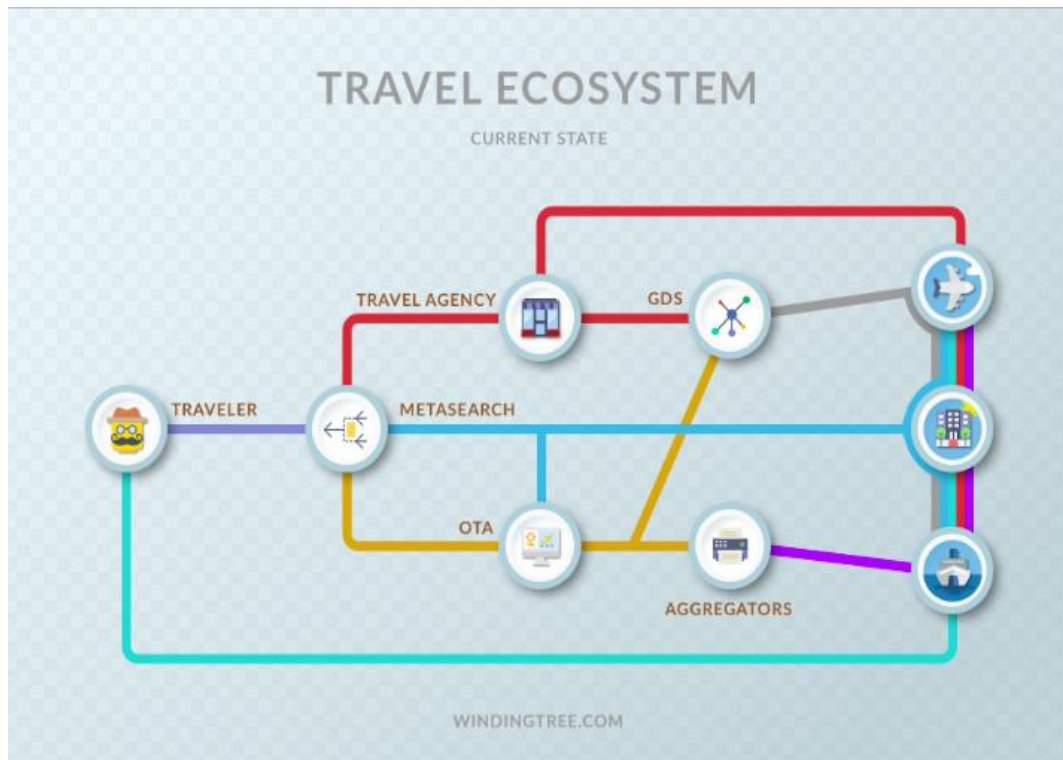 TRAVEL ECOSYSTEM
CURRENT STATE
TRAVEL AGENCY
GDS
TRAVELER
METASEARCH
OTA
AGGREGATORS
WINDINGTREE.COM